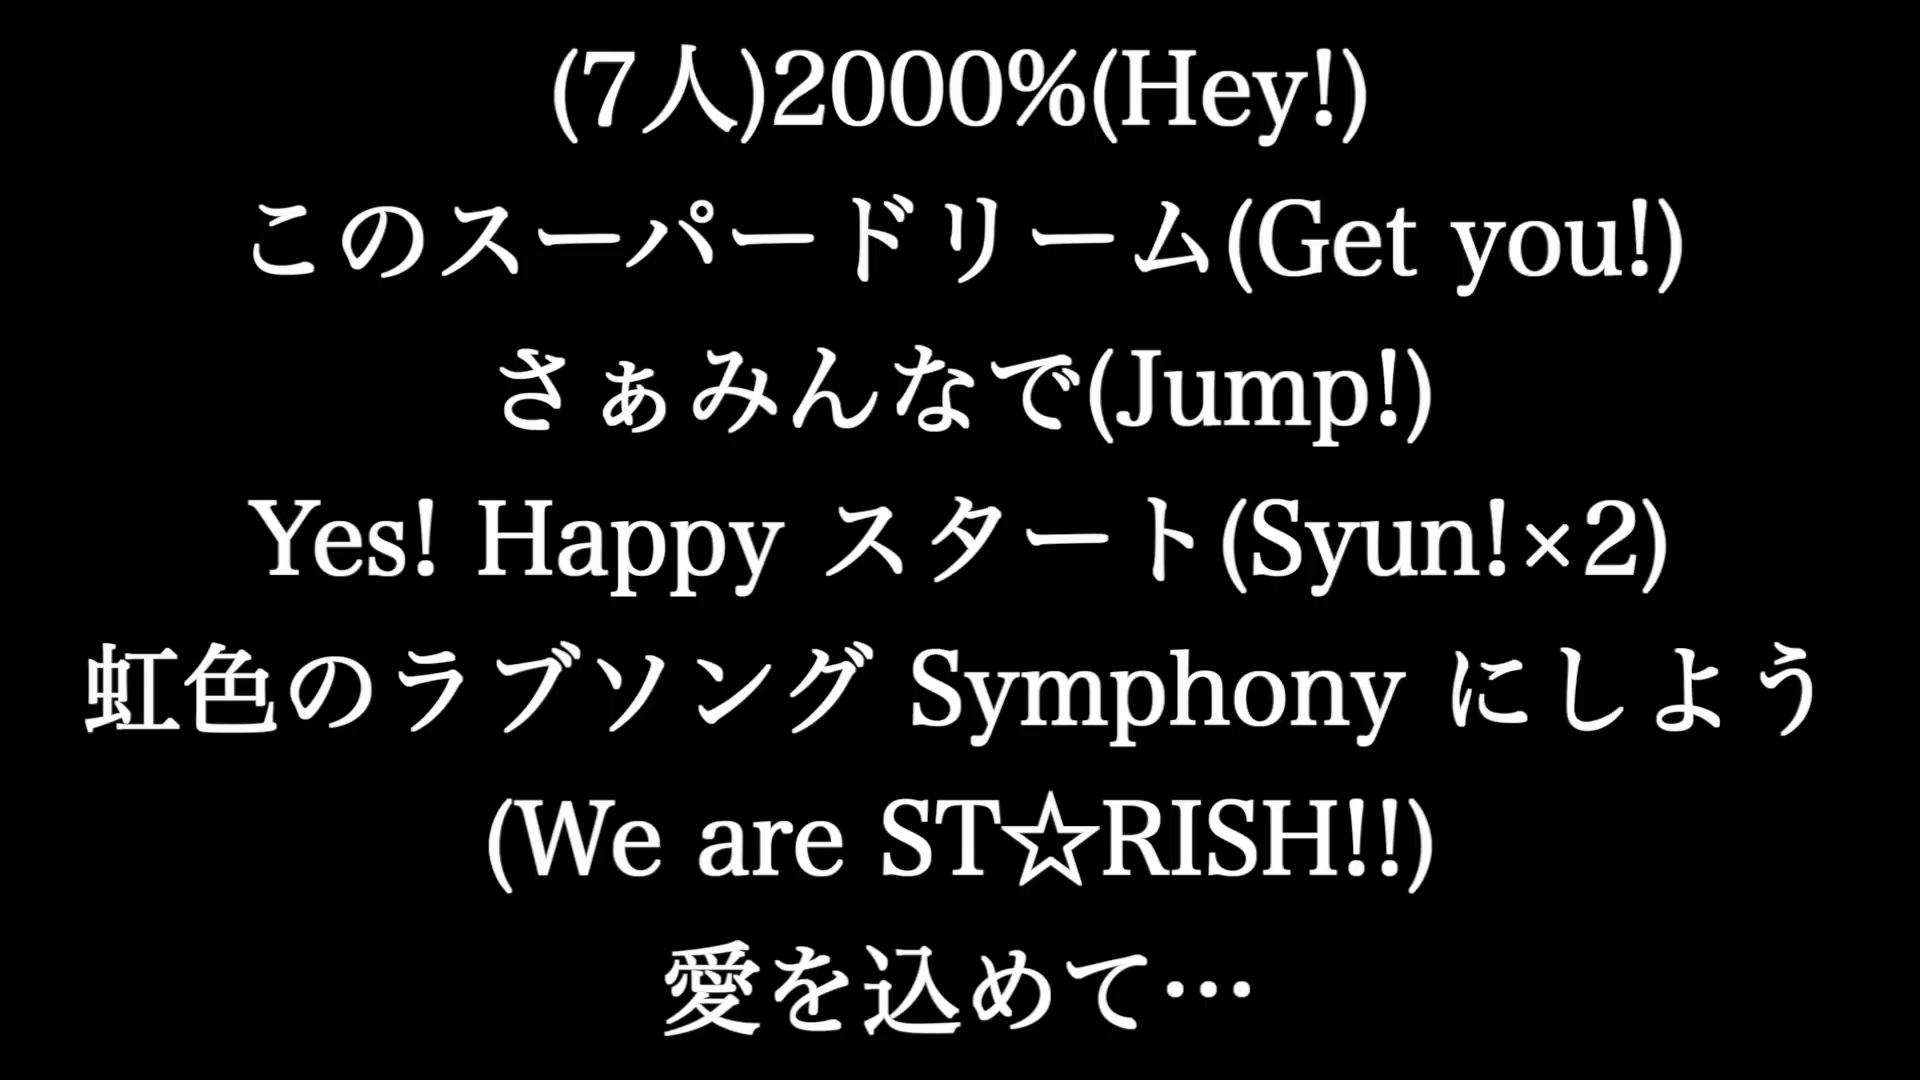 (7人)2000%(Hey!)
このスーパードリーム(Get you!)
さぁみんなで(Jump!)
Yes! Happy スタート(Syun!×2)
虹色のラブソング Symphony にしよう
(We are ST☆RISH!!)
愛を込めて…